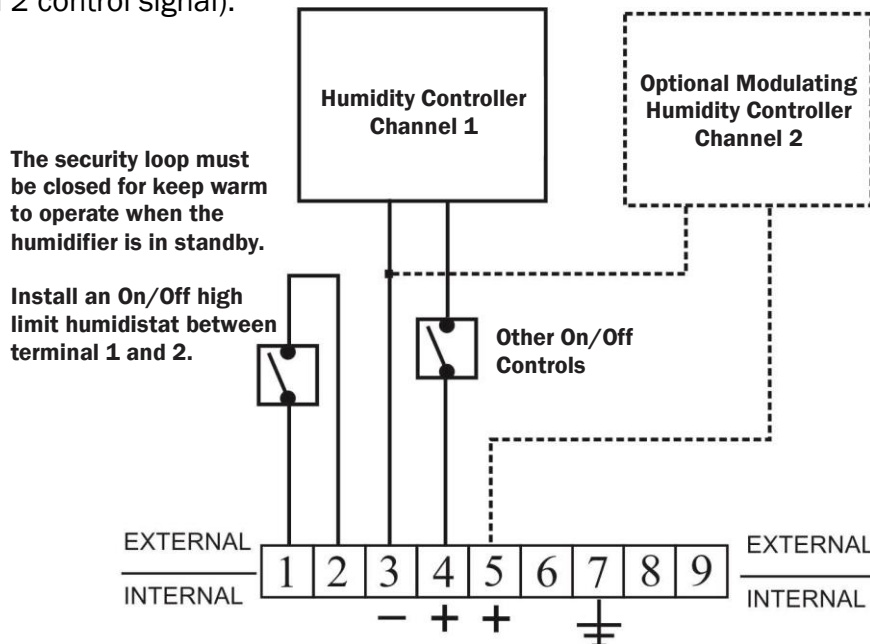 2 control signal).
Humidity Controller
Channel 1
Optional Modulating
Humidity Controller
Channel 2
The security loop must
be closed for keep warm
to operate when the
humidifier is in standby.
Install an On/Off high
limit humidistat between
terminal 1 and 2.
Other On/Off
Controls
EXTERNAL
INTERNAL
1 2 3 4 5 6 7 8 9
EXTERNAL
INTERNAL
− + +